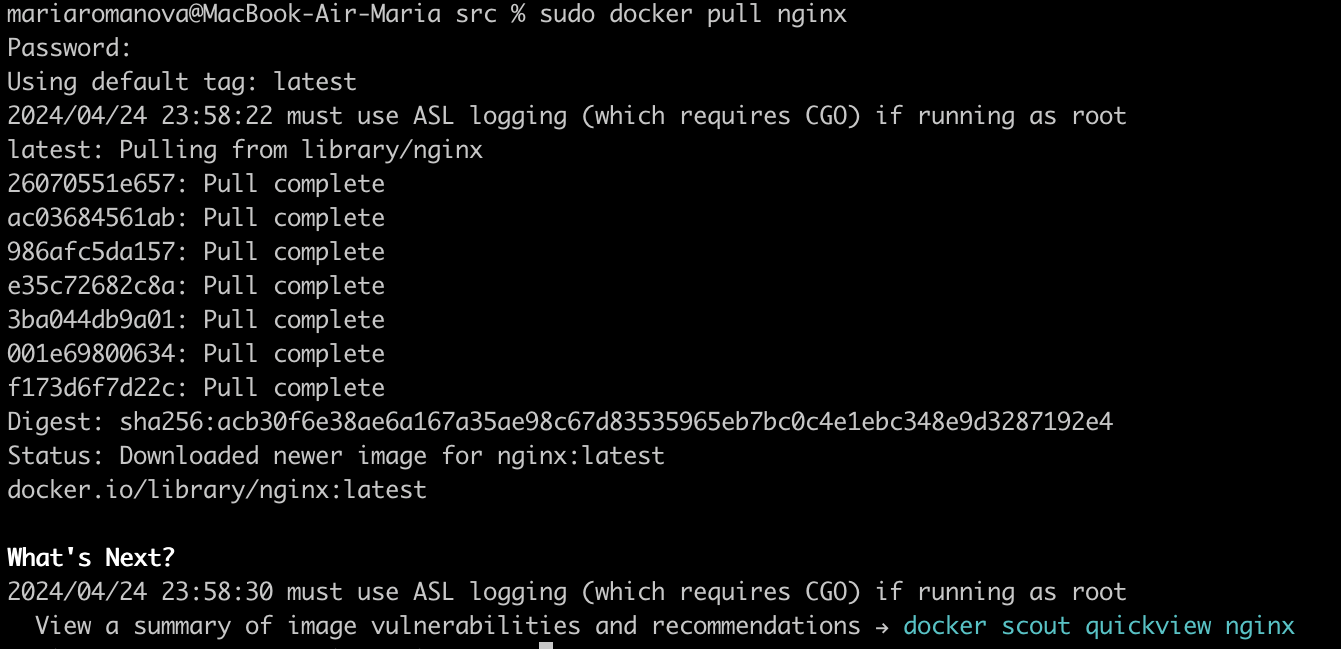 mariaromanova@MacBook-Air-Maria src % sudo docker pull nginx
Password:
Using default tag: latest
2024/04/24 23:58:22 must use ASL logging (which requires CGO) if running as root
latest: Pulling from library/nginx
26070551e657: Pull complete
ac03684561ab: Pull complete
986afc5da157: Pull complete
e35c72682c8a: Pull complete
3ba044db9a01: Pull complete
001e69800634: Pull complete
f173d6f7d22c: Pull complete
Digest: sha256:acb30f6e38ae6a167a35ae98c67d83535965eb7bc0c4e1ebc348e9d3287192e4
Status: Downloaded newer image for nginx:latest
docker.io/library/nginx:latest
What's Next?
2024/04/24 23:58:30 must use ASL logging (which requires CGO) if running as root
View a summary of image vulnerabilities and recommendations → docker scout quickview nginx